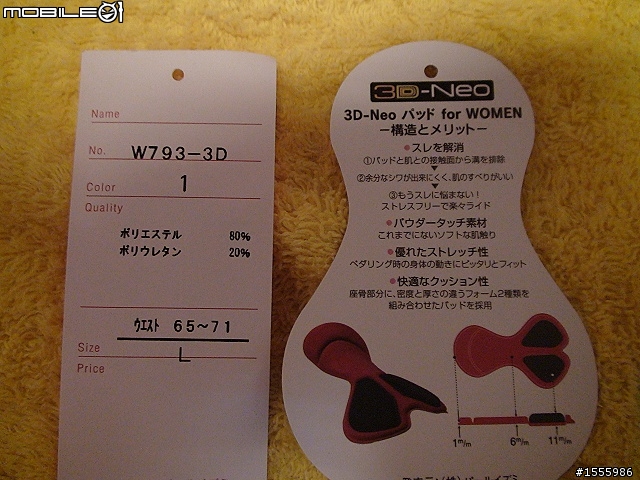 MOBILE01
Name
No. W793-3D
Color 1
Quality
ポリエステル 80%
ポリウレタン 20%
ウエスト 65~71
Size L
Price
3D-Neo
3D-Neo パッド for WOMEN
ー構造とメリットー
●スレを解消
①パッドと肌との接触面から溝を排除
▼
②余分なシワが出来にくく、肌のすべりがいい
▼
③もうスレに悩まない!
ストレスフリーで楽々ライド
●パウダータッチ素材
これまでにないソフトな肌触り
●優れたストレッチ性
ペダリング時の身体の動きにピッタリとフィット
●快適なクッション性
座骨部分に、密度と厚さの違うフォーム2種類を
組み合わせたパッドを採用
1m/m 6m/m 11m/m
#1555986